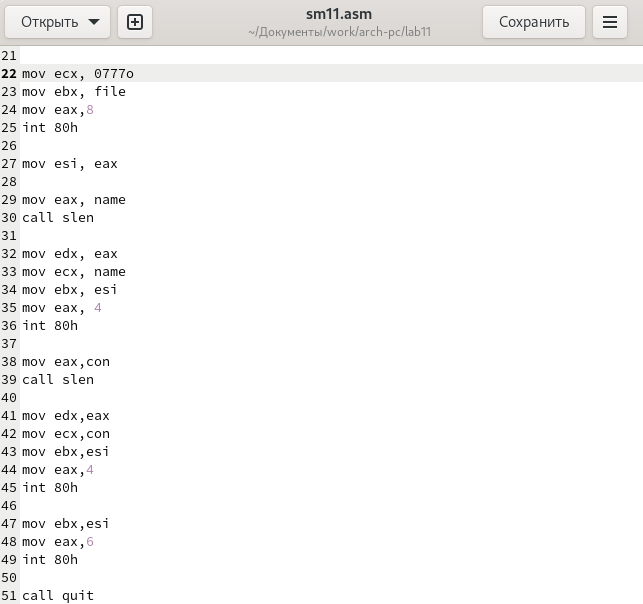 Открыть
sm11.asm
~/Документы/work/arch-pc/lab11
Сохранить
21
22 mov ecx, 0777o
23 mov ebx, file
24 mov eax,8
25 int 80h
26
27 mov esi, eax
28
29 mov eax, name
30 call slen
31
32 mov edx, eax
33 mov ecx, name
34 mov ebx, esi
35 mov eax, 4
36 int 80h
37
38 mov eax,con
39 call slen
40
41 mov edx,eax
42 mov ecx,con
43 mov ebx,esi
44 mov eax,4
45 int 80h
46
47 mov ebx,esi
48 mov eax,6
49 int 80h
50
51 call quit